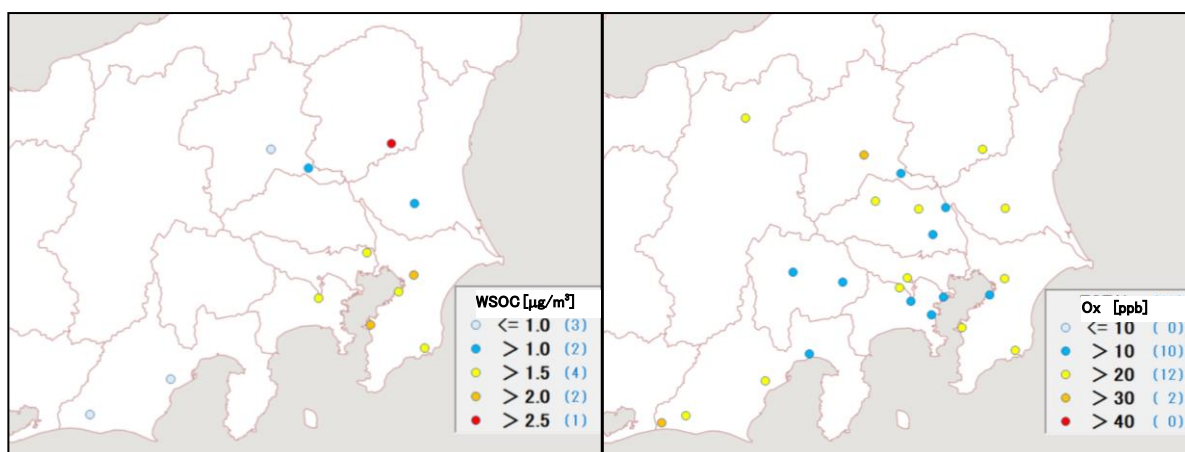 WSOC [μg/m³]
<= 1.0 (3)
> 1.0 (2)
> 1.5 (4)
> 2.0 (2)
> 2.5 (1)
Ox [ppb]
<= 10 ( 0)
> 10 (10)
> 20 (12)
> 30 ( 2)
> 40 ( 0)